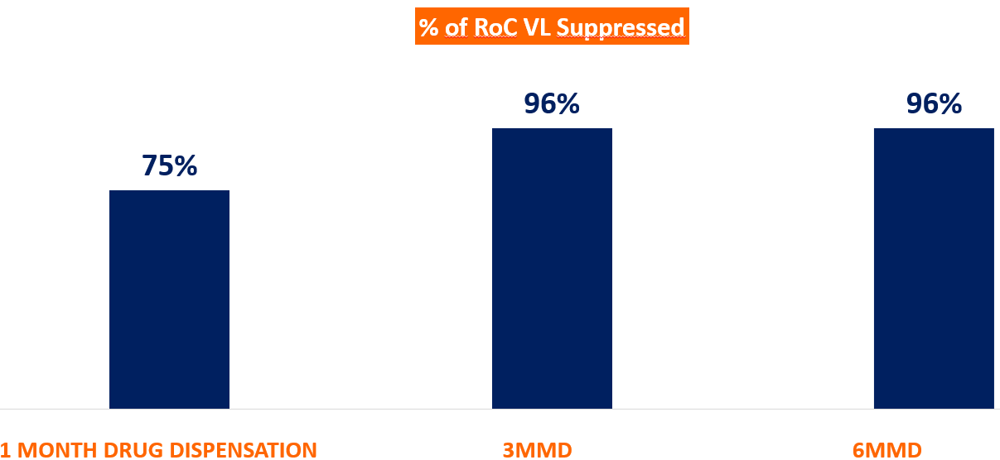 % of RoC VL Suppressed
96%
96%
75%
1 MONTH DRUG DISPENSATION
3MMD
6MMD